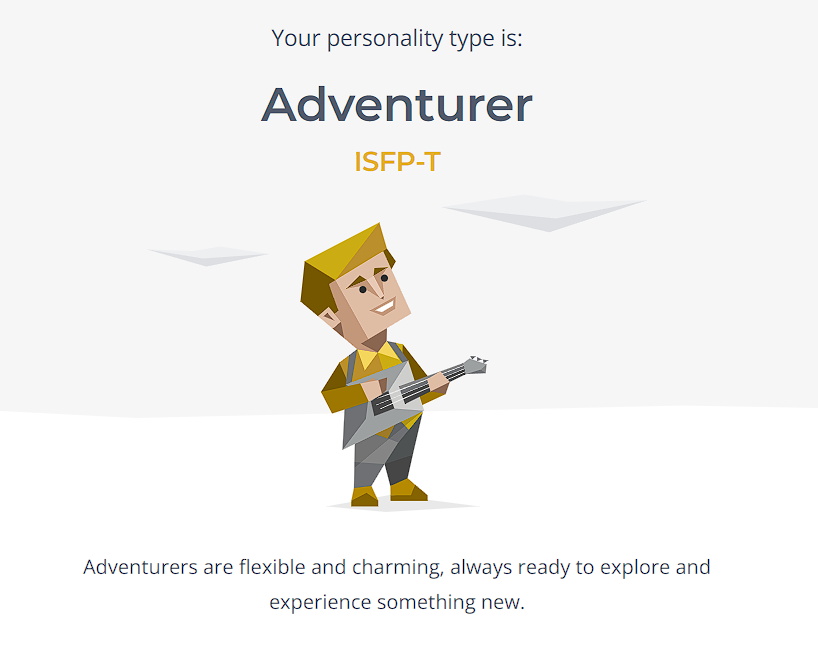 Your personality type is:
Adventurer
ISFP-T
Adventurers are flexible and charming, always ready to explore and
experience something new.